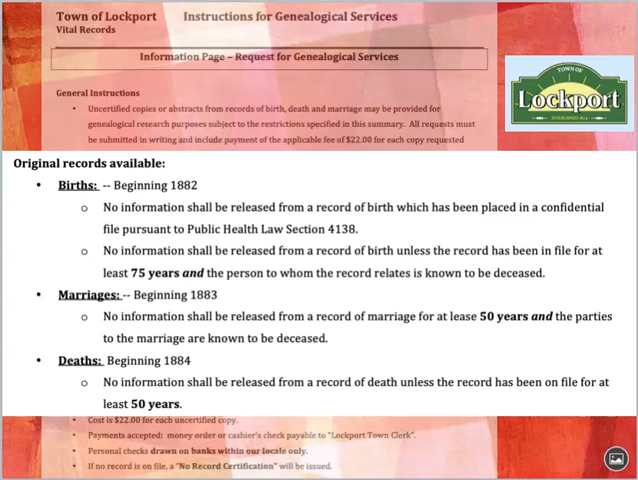 Town of Lockport Instructions for Genealogical Services
Vital Records
Information Page – Request for Genealogical Services
General Instructions
• Uncertified copies or abstracts from records of birth, death and marriage may be provided for
genealogical research purposes subject to the restrictions specified in this summary. All requests must
be submitted in writing and include payment of the applicable fee of $22.00 for each copy requested
TOWN OF
Lockport
Original records available:
• Births: -- Beginning 1882
o No information shall be released from a record of birth which has been placed in a confidential
file pursuant to Public Health Law Section 4138.
o No information shall be released from a record of birth unless the record has been in file for at
least 75 years and the person to whom the record relates is known to be deceased.
• Marriages: -- Beginning 1883
o No information shall be released from a record of marriage for at least 50 years and the parties
to the marriage are known to be deceased.
• Deaths: Beginning 1884
o No information shall be released from a record of death unless the record has been on file for at
least 50 years.
• Cost is $22.00 for each uncertified copy.
• Payments accepted: money order or cashier's check payable to "Lockport Town Clerk".
• Personal checks drawn on banks within our locale only.
• If no record is on file, a "No Record Certification" will be issued.